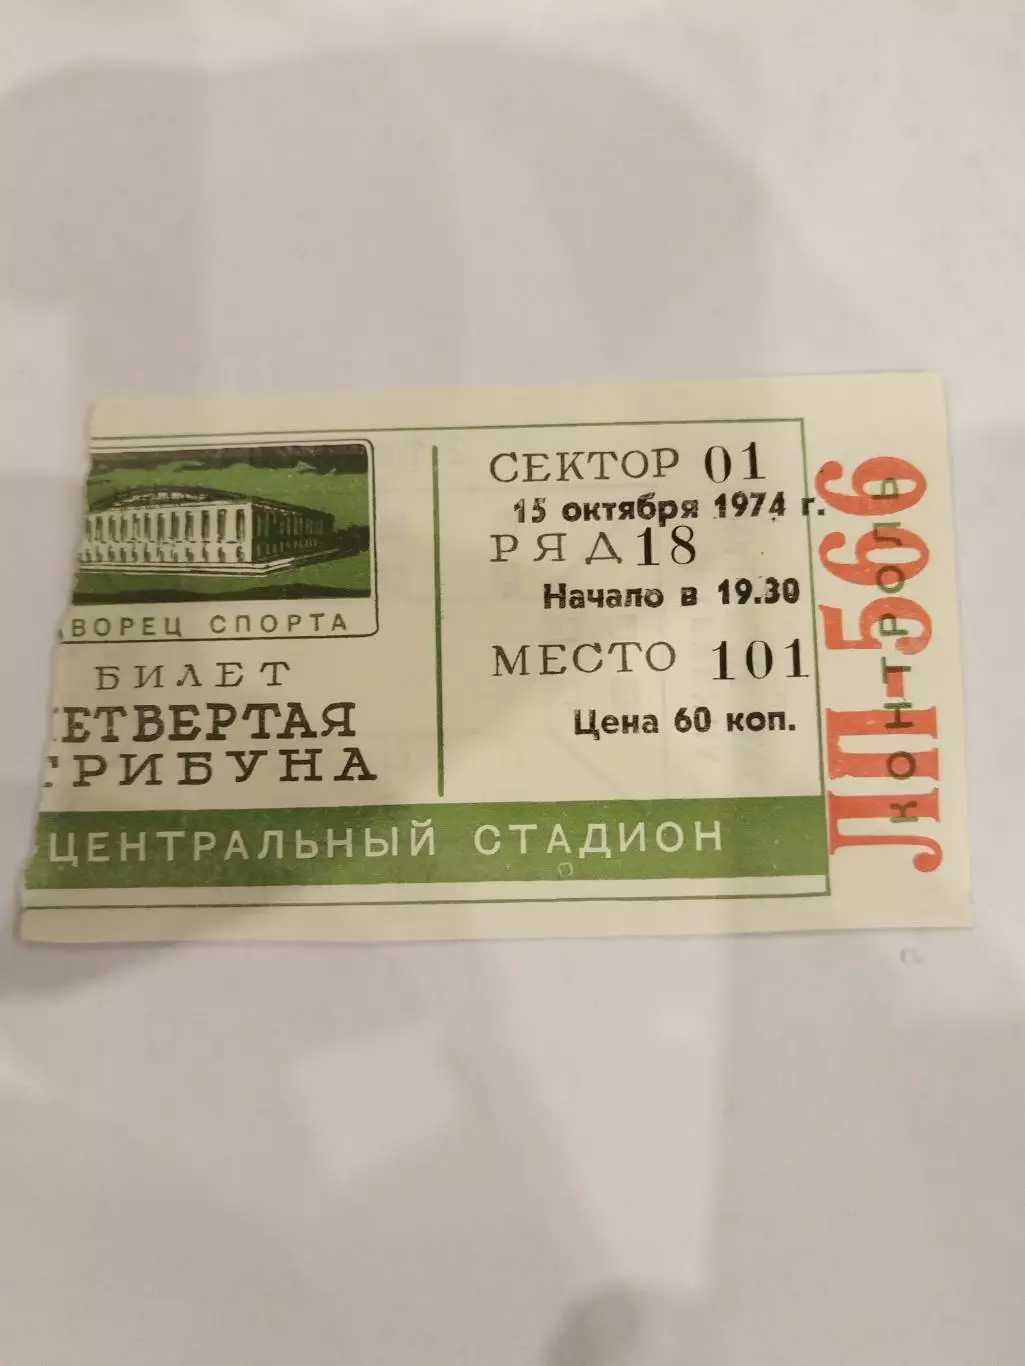 ВОРЕЦ СПОРТА
БИЛЕТ
ЕТВЕРТАЯ
ТРИБУНА
СЕКТОР 01
15 октября 1974 г.
РЯД 18
Начало в 19.30
МЕСТО 101
Цена 60 коп.
ЦЕНТРАЛЬНЫЙ СТАДИОН
ЛП-566
КОНТРОЛЬ